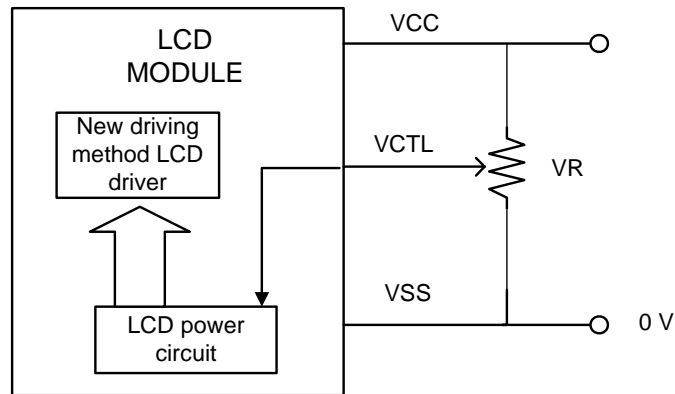 LCD
MODULE
VCC
New driving
method LCD
driver
VCTL
VR
VSS
LCD power
circuit
0 V